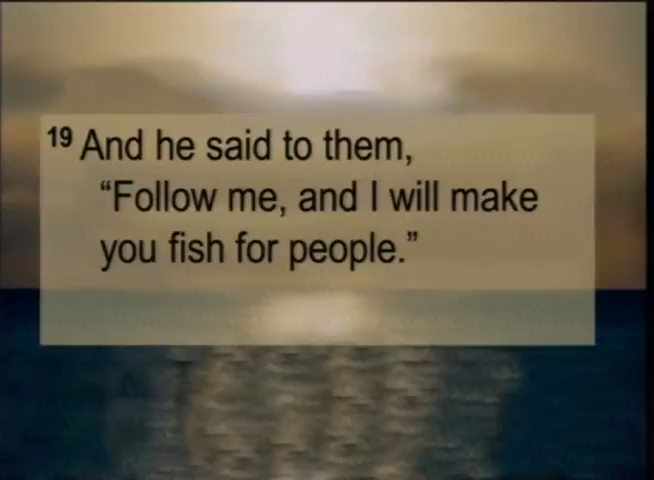 19 And he said to them,
“Follow me, and I will make
you fish for people.”